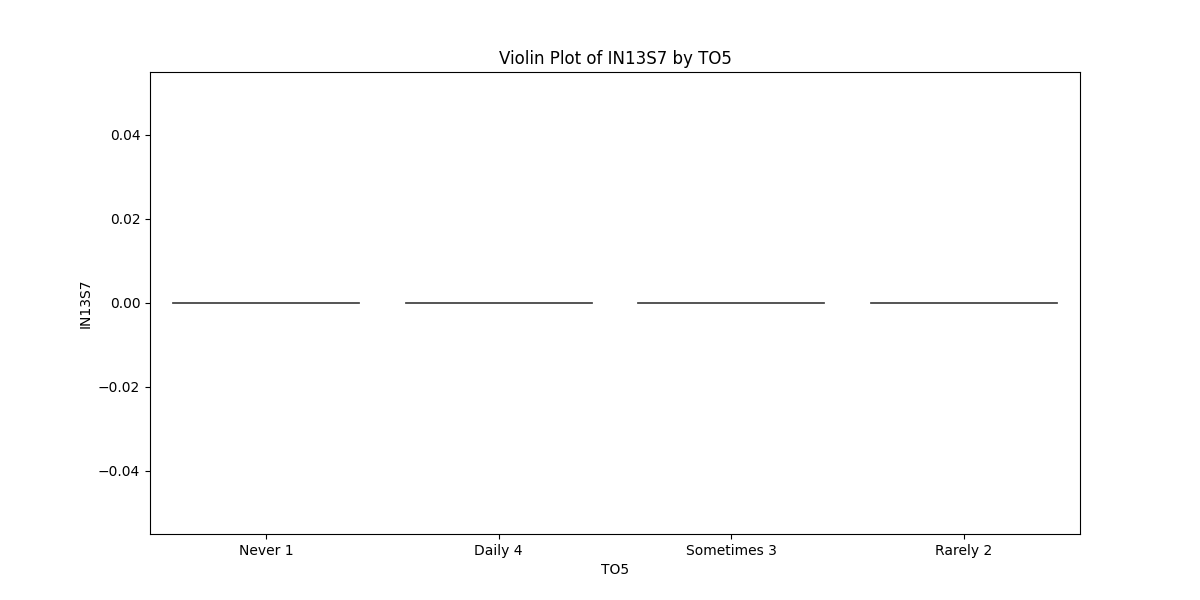 Violin Plot of IN13S7 by TO5
0.04
0.02
0.00
−0.02
−0.04
IN13S7
Never 1
Daily 4
Sometimes 3
Rarely 2
TO5